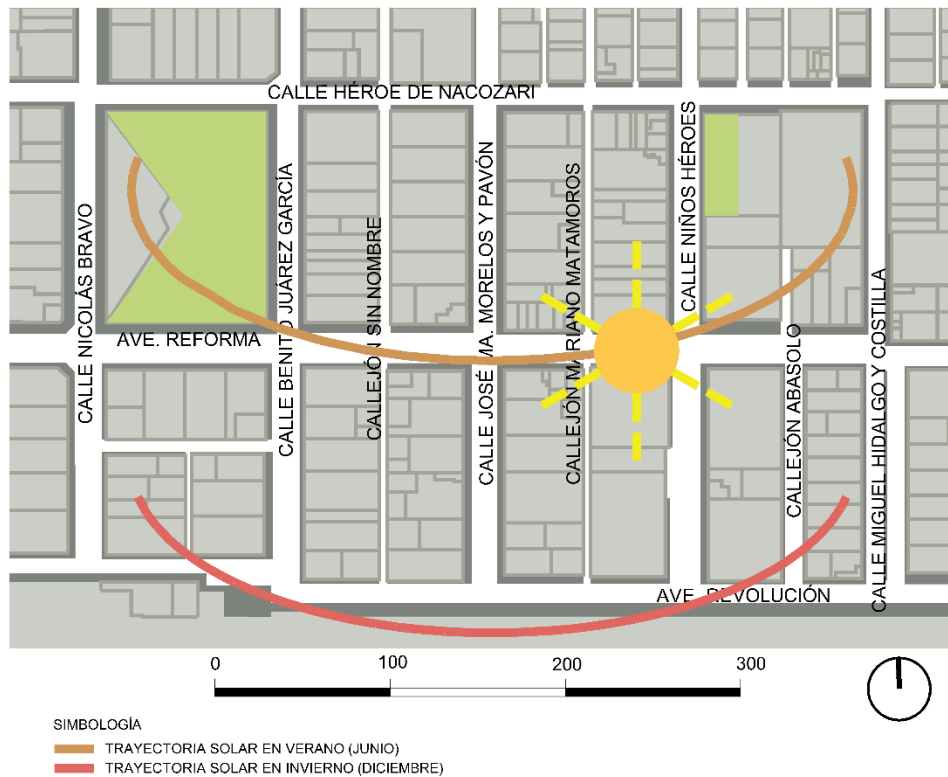 CALLE HÉROE DE NACOZARI
CALLE NICOLÁS BRAVO
AVE. REFORMA
CALLE BENITO JUÁREZ GARCÍA
CALLEJÓN SIN NOMBRE
CALLE JOSÉ MA. MORELOS Y PAVÓN
CALLEJÓN MARIANO MATAMOROS
CALLE NIÑOS HÉROES
CALLEJÓN ABASOLO
CALLE MIGUEL HIDALGO Y COSTILLA
AVE. REVOLUCIÓN
0 100 200 300
SIMBOLOGÍA
TRAYECTORIA SOLAR EN VERANO (JUNIO)
TRAYECTORIA SOLAR EN INVIERNO (DICIEMBRE)